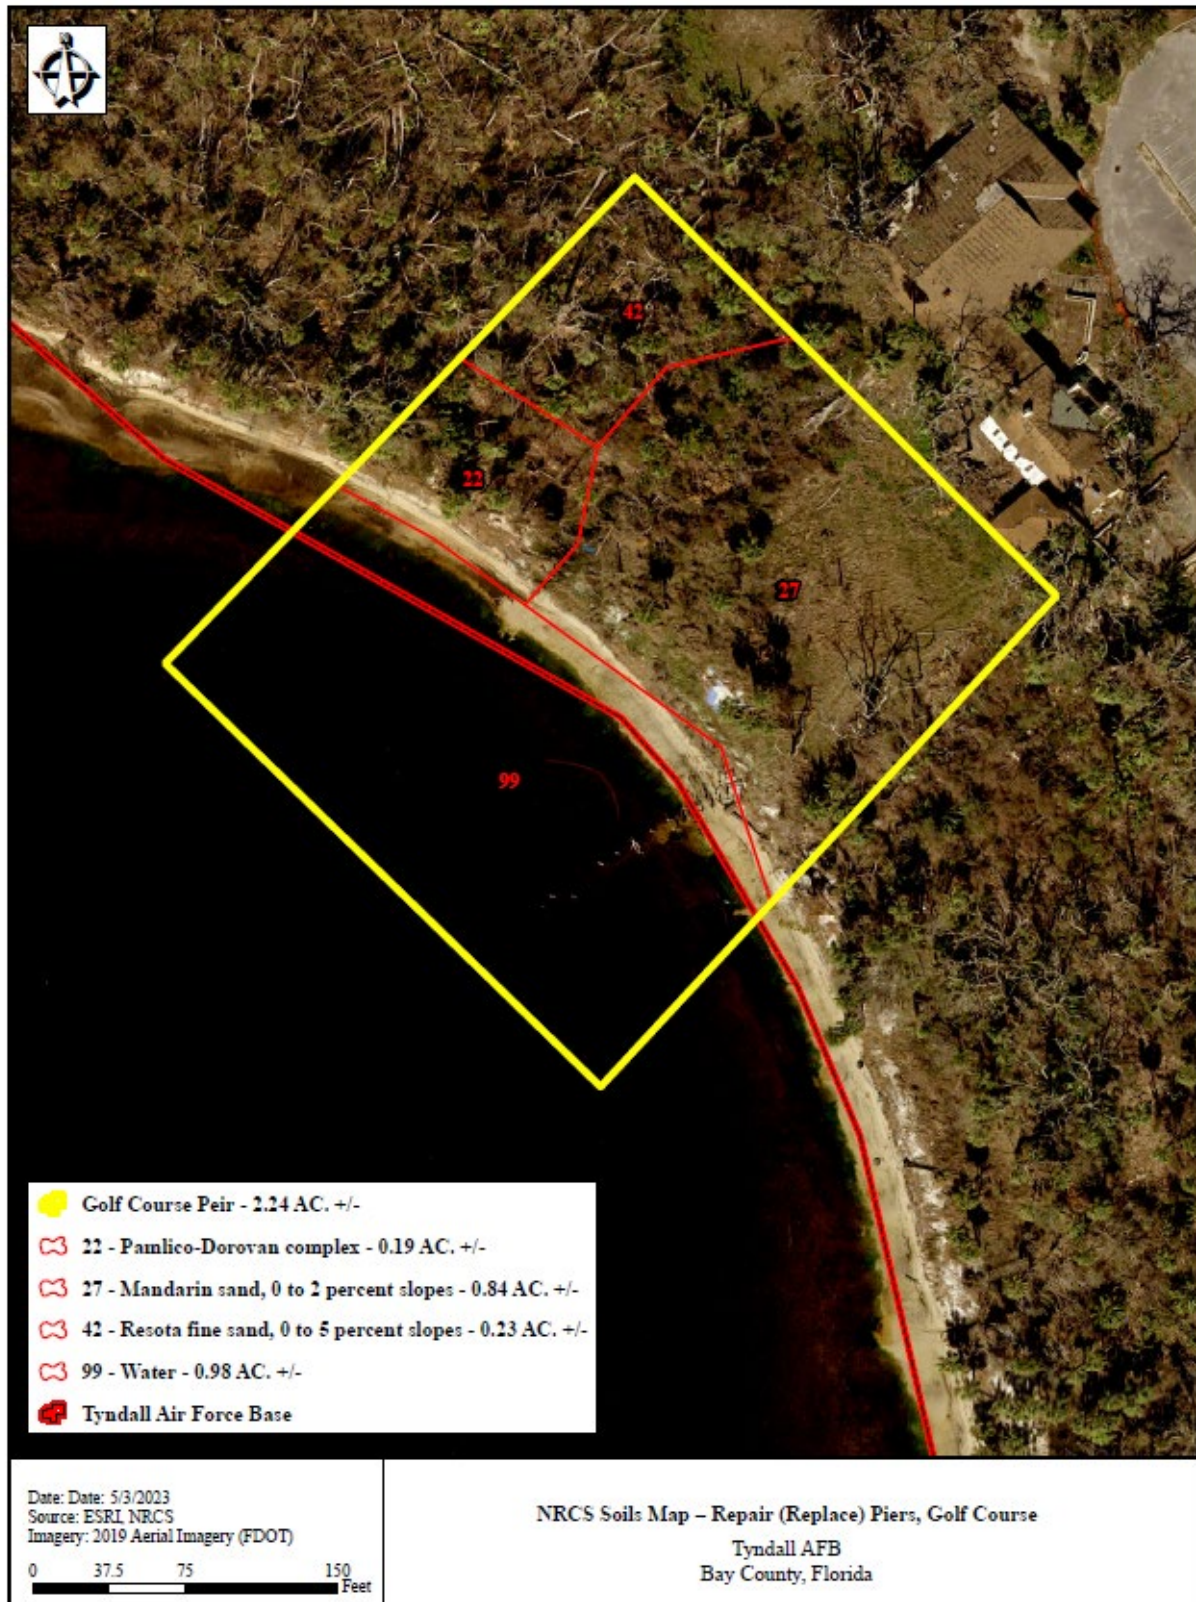 42
22
27
99
Golf Course Peir - 2.24 AC. +/-
22 - Pamlico-Dorovan complex - 0.19 AC. +/-
27 - Mandarin sand, 0 to 2 percent slopes - 0.84 AC. +/-
42 - Resota fine sand, 0 to 5 percent slopes - 0.23 AC. +/-
99 - Water - 0.98 AC. +/-
Tyndall Air Force Base
Date: Date: 5/3/2023
Source: ESRI, NRCS
Imagery: 2019 Aerial Imagery (FDOT)
0 37.5 75 150
Feet
NRCS Soils Map – Repair (Replace) Piers, Golf Course
Tyndall AFB
Bay County, Florida